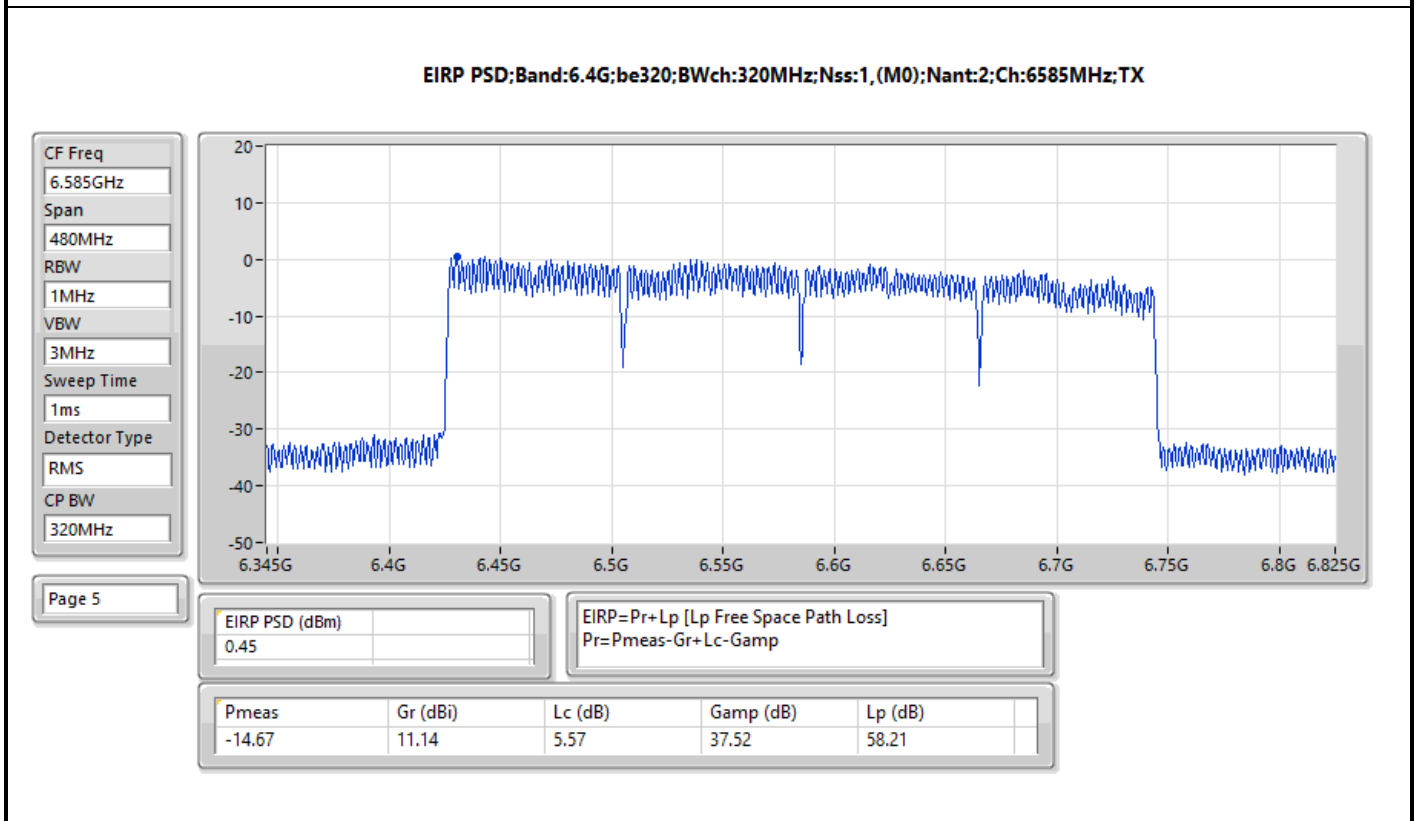 EIRP PSD;Band:6.4G;be320;BWch:320MHz;Nss:1,(M0);Nant:2;Ch:6585MHz;TX
CF Freq
6.585GHz
Span
480MHz
RBW
1MHz
VBW
3MHz
Sweep Time
1ms
Detector Type
RMS
CP BW
320MHz
Page 5
20
10
0
-10
-20
-30
-40
-50
6.345G 6.4G 6.45G 6.5G 6.55G 6.6G 6.65G 6.7G 6.75G 6.8G 6.825G
EIRP PSD (dBm)
0.45
EIRP=Pr+Lp [Lp Free Space Path Loss]
Pr=Pmeas-Gr+Lc-Gamp
Pmeas Gr (dBi) Lc (dB) Gamp (dB) Lp (dB)
-14.67 11.14 5.57 37.52 58.21